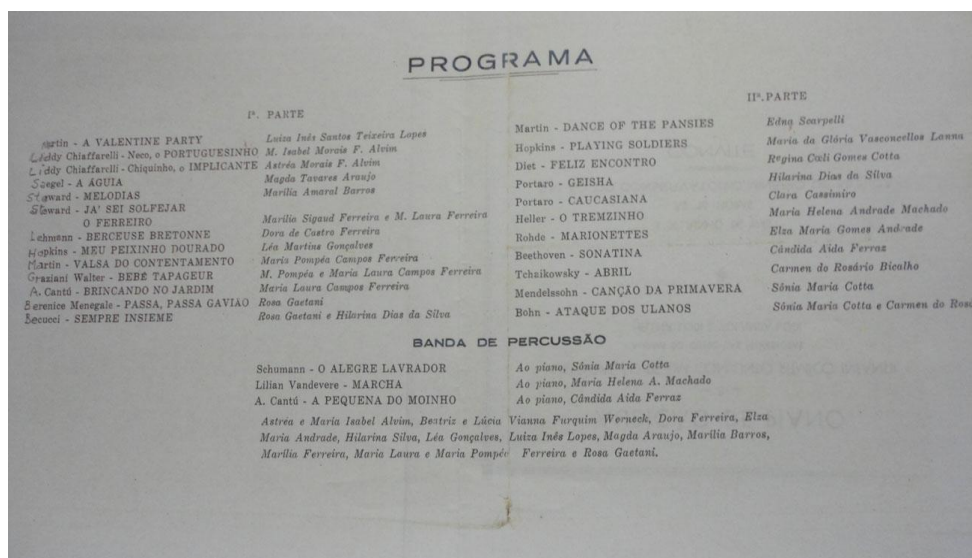 PROGRAMA
Iª. PARTE
Martin - A VALENTINE PARTY Luiza Inês Santos Teixeira Lopes
Liddy Chiaffarelli - Neco, o PORTUGUESINHO M. Isabel Morais F. Alvim
Liddy Chiaffarelli - Chiquinho, o IMPLICANTE Astréa Morais F. Alvim
- A ÁGUIA Magda Tavares Araujo
Steward - MELODIAS Marília Amaral Barros
Steward - JA' SEI SOLFEJAR
O FERREIRO Marília Sigaud Ferreira e M. Laura Ferreira
Lehmann - BERCEUSE BRETONNE Dora de Castro Ferreira
Hopkins - MEU PEIXINHO DOURADO Léa Martins Gonçalves
Martin - VALSA DO CONTENTAMENTO Maria Pompéa Campos Ferreira
Graziani Walter - BEBÉ TAPAGEUR M. Pompéa e Maria Laura Campos Ferreira
A. Cantú - BRINCANDO NO JARDIM Maria Laura Campos Ferreira
Berenice Menegale - PASSA, PASSA GAVIÃO Rosa Gaetani
Becucci - SEMPRE INSIEME Rosa Gaetani e Hilarina Dias da Silva
IIª. PARTE
Martin - DANCE OF THE PANSIES Edna Scarpelli
Hopkins - PLAYING SOLDIERS Maria da Glória Vasconcellos Lanna
Diet - FELIZ ENCONTRO Regina Cœli Gomes Cotta
Portaro - GEISHA Hilarina Dias da Silva
Portaro - CAUCASIANA Clara Cassimiro
Heller - O TREMZINHO Maria Helena Andrade Machado
Rohde - MARIONETTES Elza Maria Gomes Andrade
Beethoven - SONATINA Cândida Aida Ferraz
Tchaikowsky - ABRIL Carmen do Rosário Bicalho
Mendelssohn - CANÇÃO DA PRIMAVERA Sônia Maria Cotta
Bohn - ATAQUE DOS ULANOS Sônia Maria Cotta e Carmen do Rosá
BANDA DE PERCUSSÃO
Schumann - O ALEGRE LAVRADOR Ao piano, Sônia Maria Cotta
Lilian Vandevere - MARCHA Ao piano, Maria Helena A. Machado
A. Cantú - A PEQUENA DO MOINHO Ao piano, Cândida Aida Ferraz
Astréa e Maria Isabel Alvim, Beatriz e Lúcia Vianna Furquim Werneck, Dora Ferreira, Elza
Maria Andrade, Hilarina Silva, Léa Gonçalves, Luiza Inês Lopes, Magda Araujo, Marília Barros,
Marília Ferreira, Maria Laura e Maria Pompéa Ferreira e Rosa Gaetani.